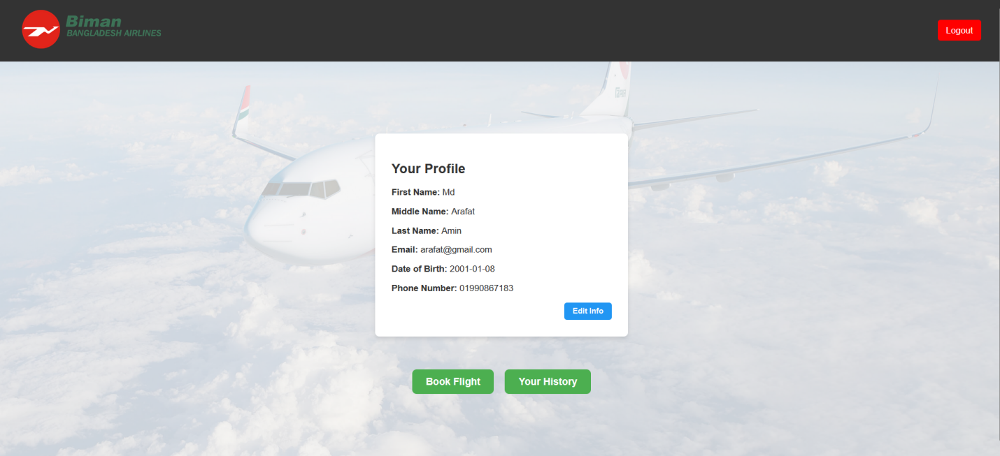 Biman
BANGLADESH AIRLINES
Logout
Your Profile
First Name: Md
Middle Name: Arafat
Last Name: Amin
Email: arafat@gmail.com
Date of Birth: 2001-01-08
Phone Number: 01990867183
Edit Info
Book Flight
Your History